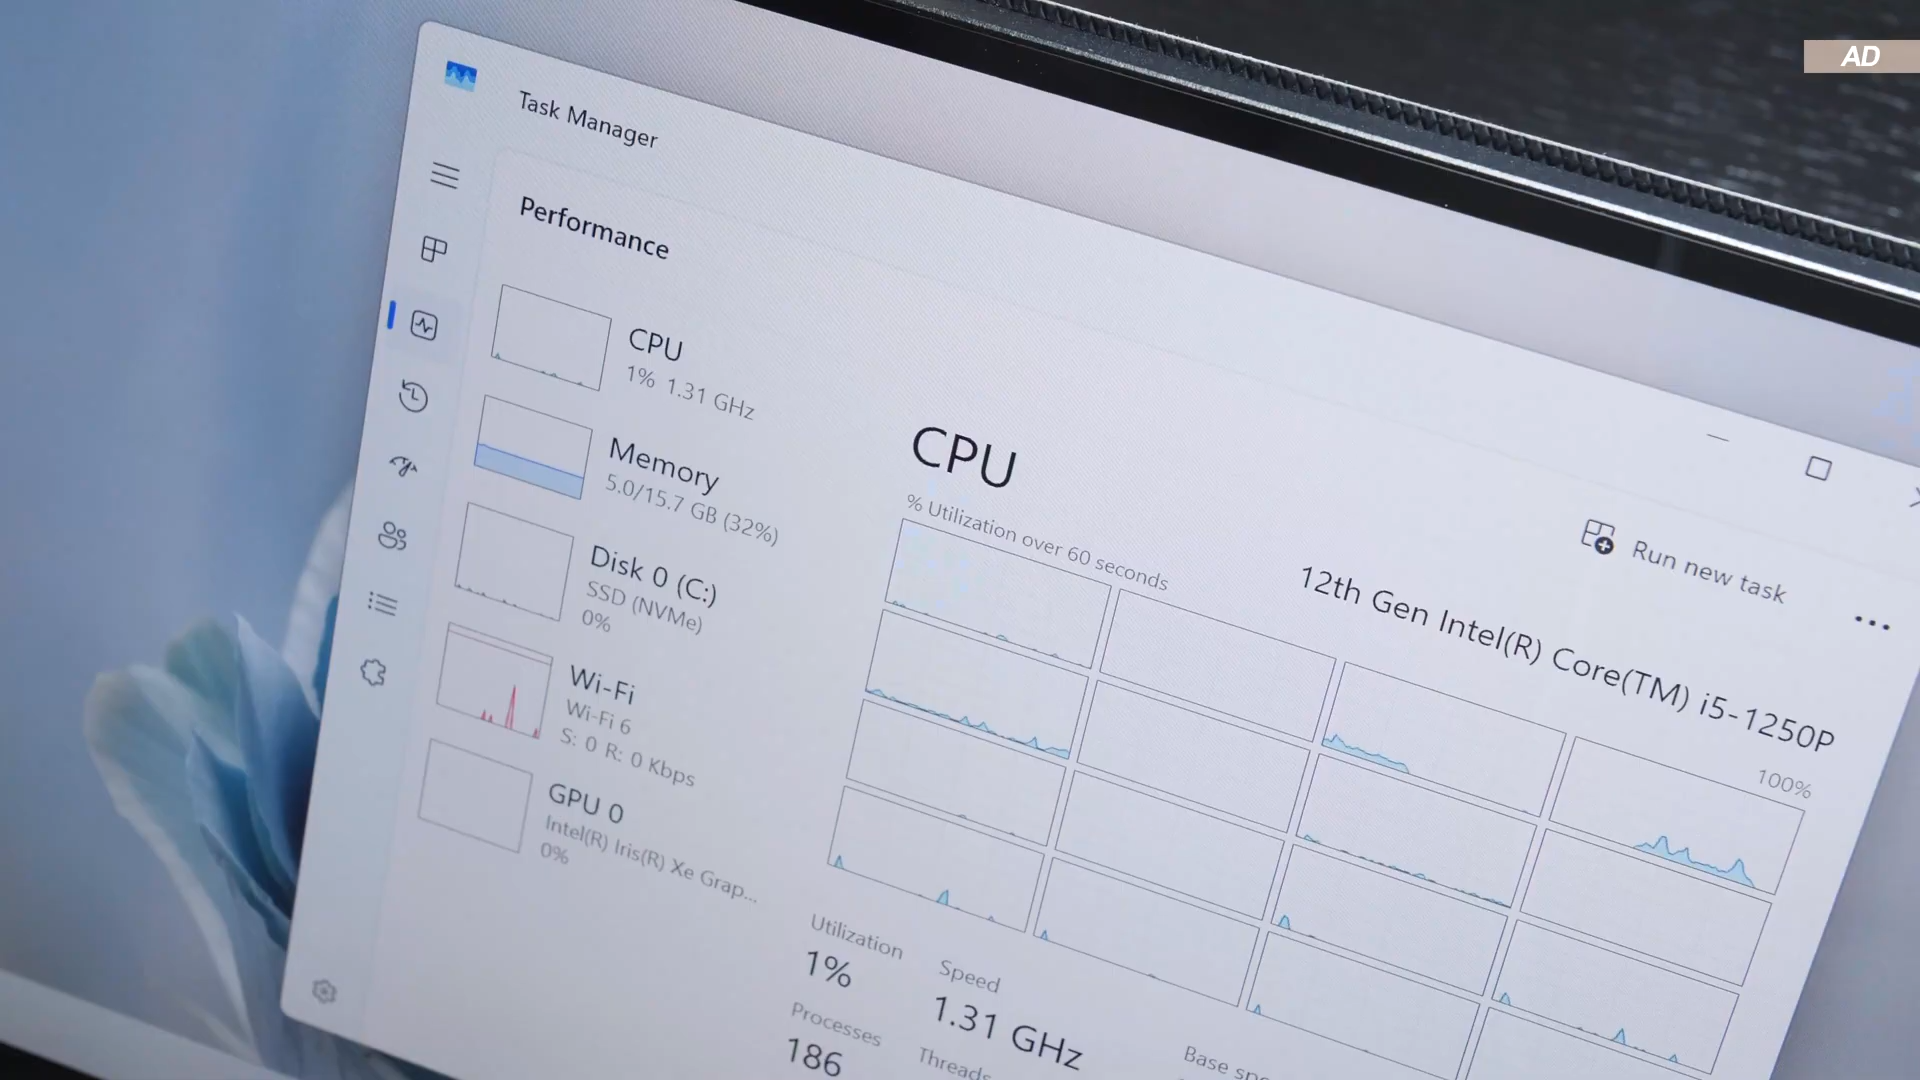 AD
Task Manager
Performance
CPU
1% 1.31 GHz
Memory
5.0/15.7 GB (32%)
Disk 0 (C:)
SSD (NVMe)
0%
Wi-Fi
Wi-Fi 6
S: 0 R: 0 Kbps
GPU 0
Intel(R) Iris(R) Xe Grap...
0%
Run new task
CPU
12th Gen Intel(R) Core(TM) i5-1250P
% Utilization over 60 seconds
100%
Utilization
1%
Speed
1.31 GHz
Processes
186
Threads
Base